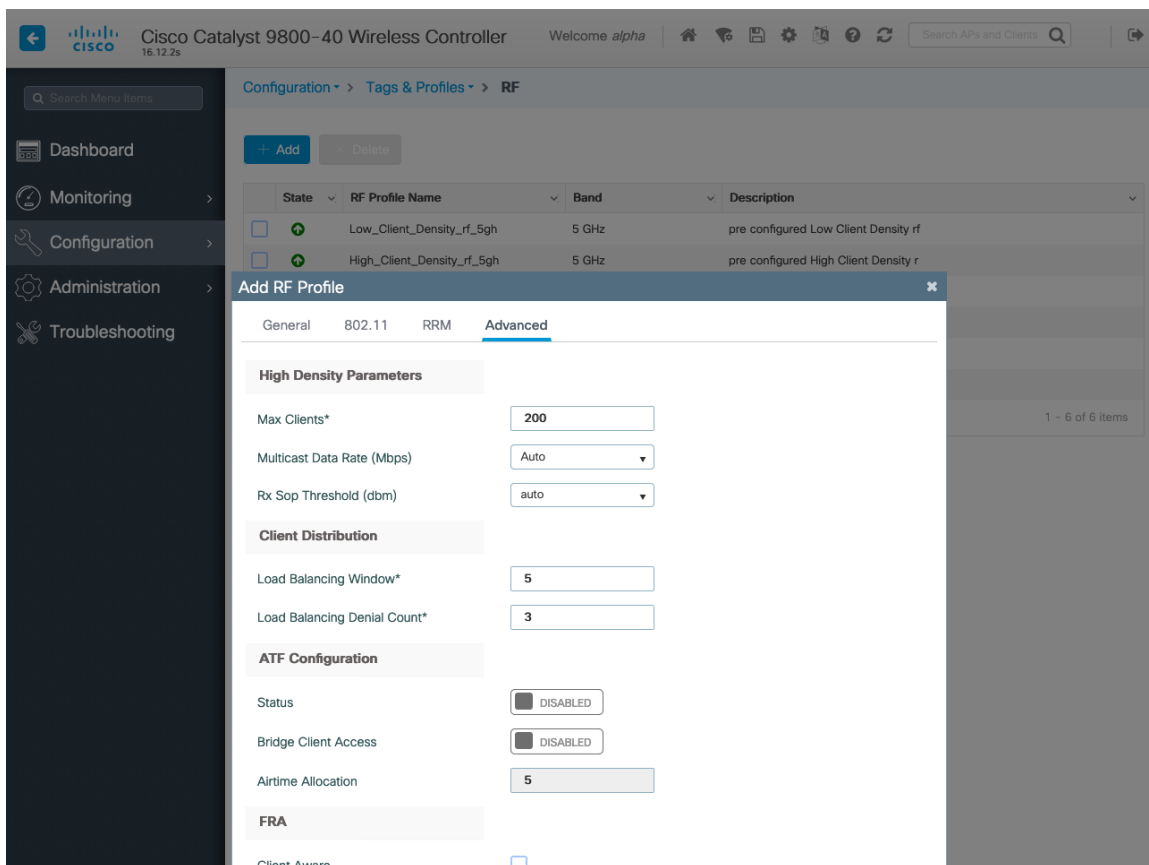 CISCO
Cisco Catalyst 9800-40 Wireless Controller
16.12.2s
Welcome alpha
Search APs and Clients
Search Menu Items
Dashboard
Monitoring
Configuration
Administration
Troubleshooting
Configuration > Tags & Profiles > RF
+ Add
Delete
State RF Profile Name Band Description
Low_Client_Density_rf_5gh 5 GHz pre configured Low Client Density rf
High_Client_Density_rf_5gh 5 GHz pre configured High Client Density r
1 - 6 of 6 items
Add RF Profile
General 802.11 RRM Advanced
High Density Parameters
Max Clients* 200
Multicast Data Rate (Mbps) Auto
Rx Sop Threshold (dbm) auto
Client Distribution
Load Balancing Window* 5
Load Balancing Denial Count* 3
ATF Configuration
Status DISABLED
Bridge Client Access DISABLED
Airtime Allocation 5
FRA
Client Aware